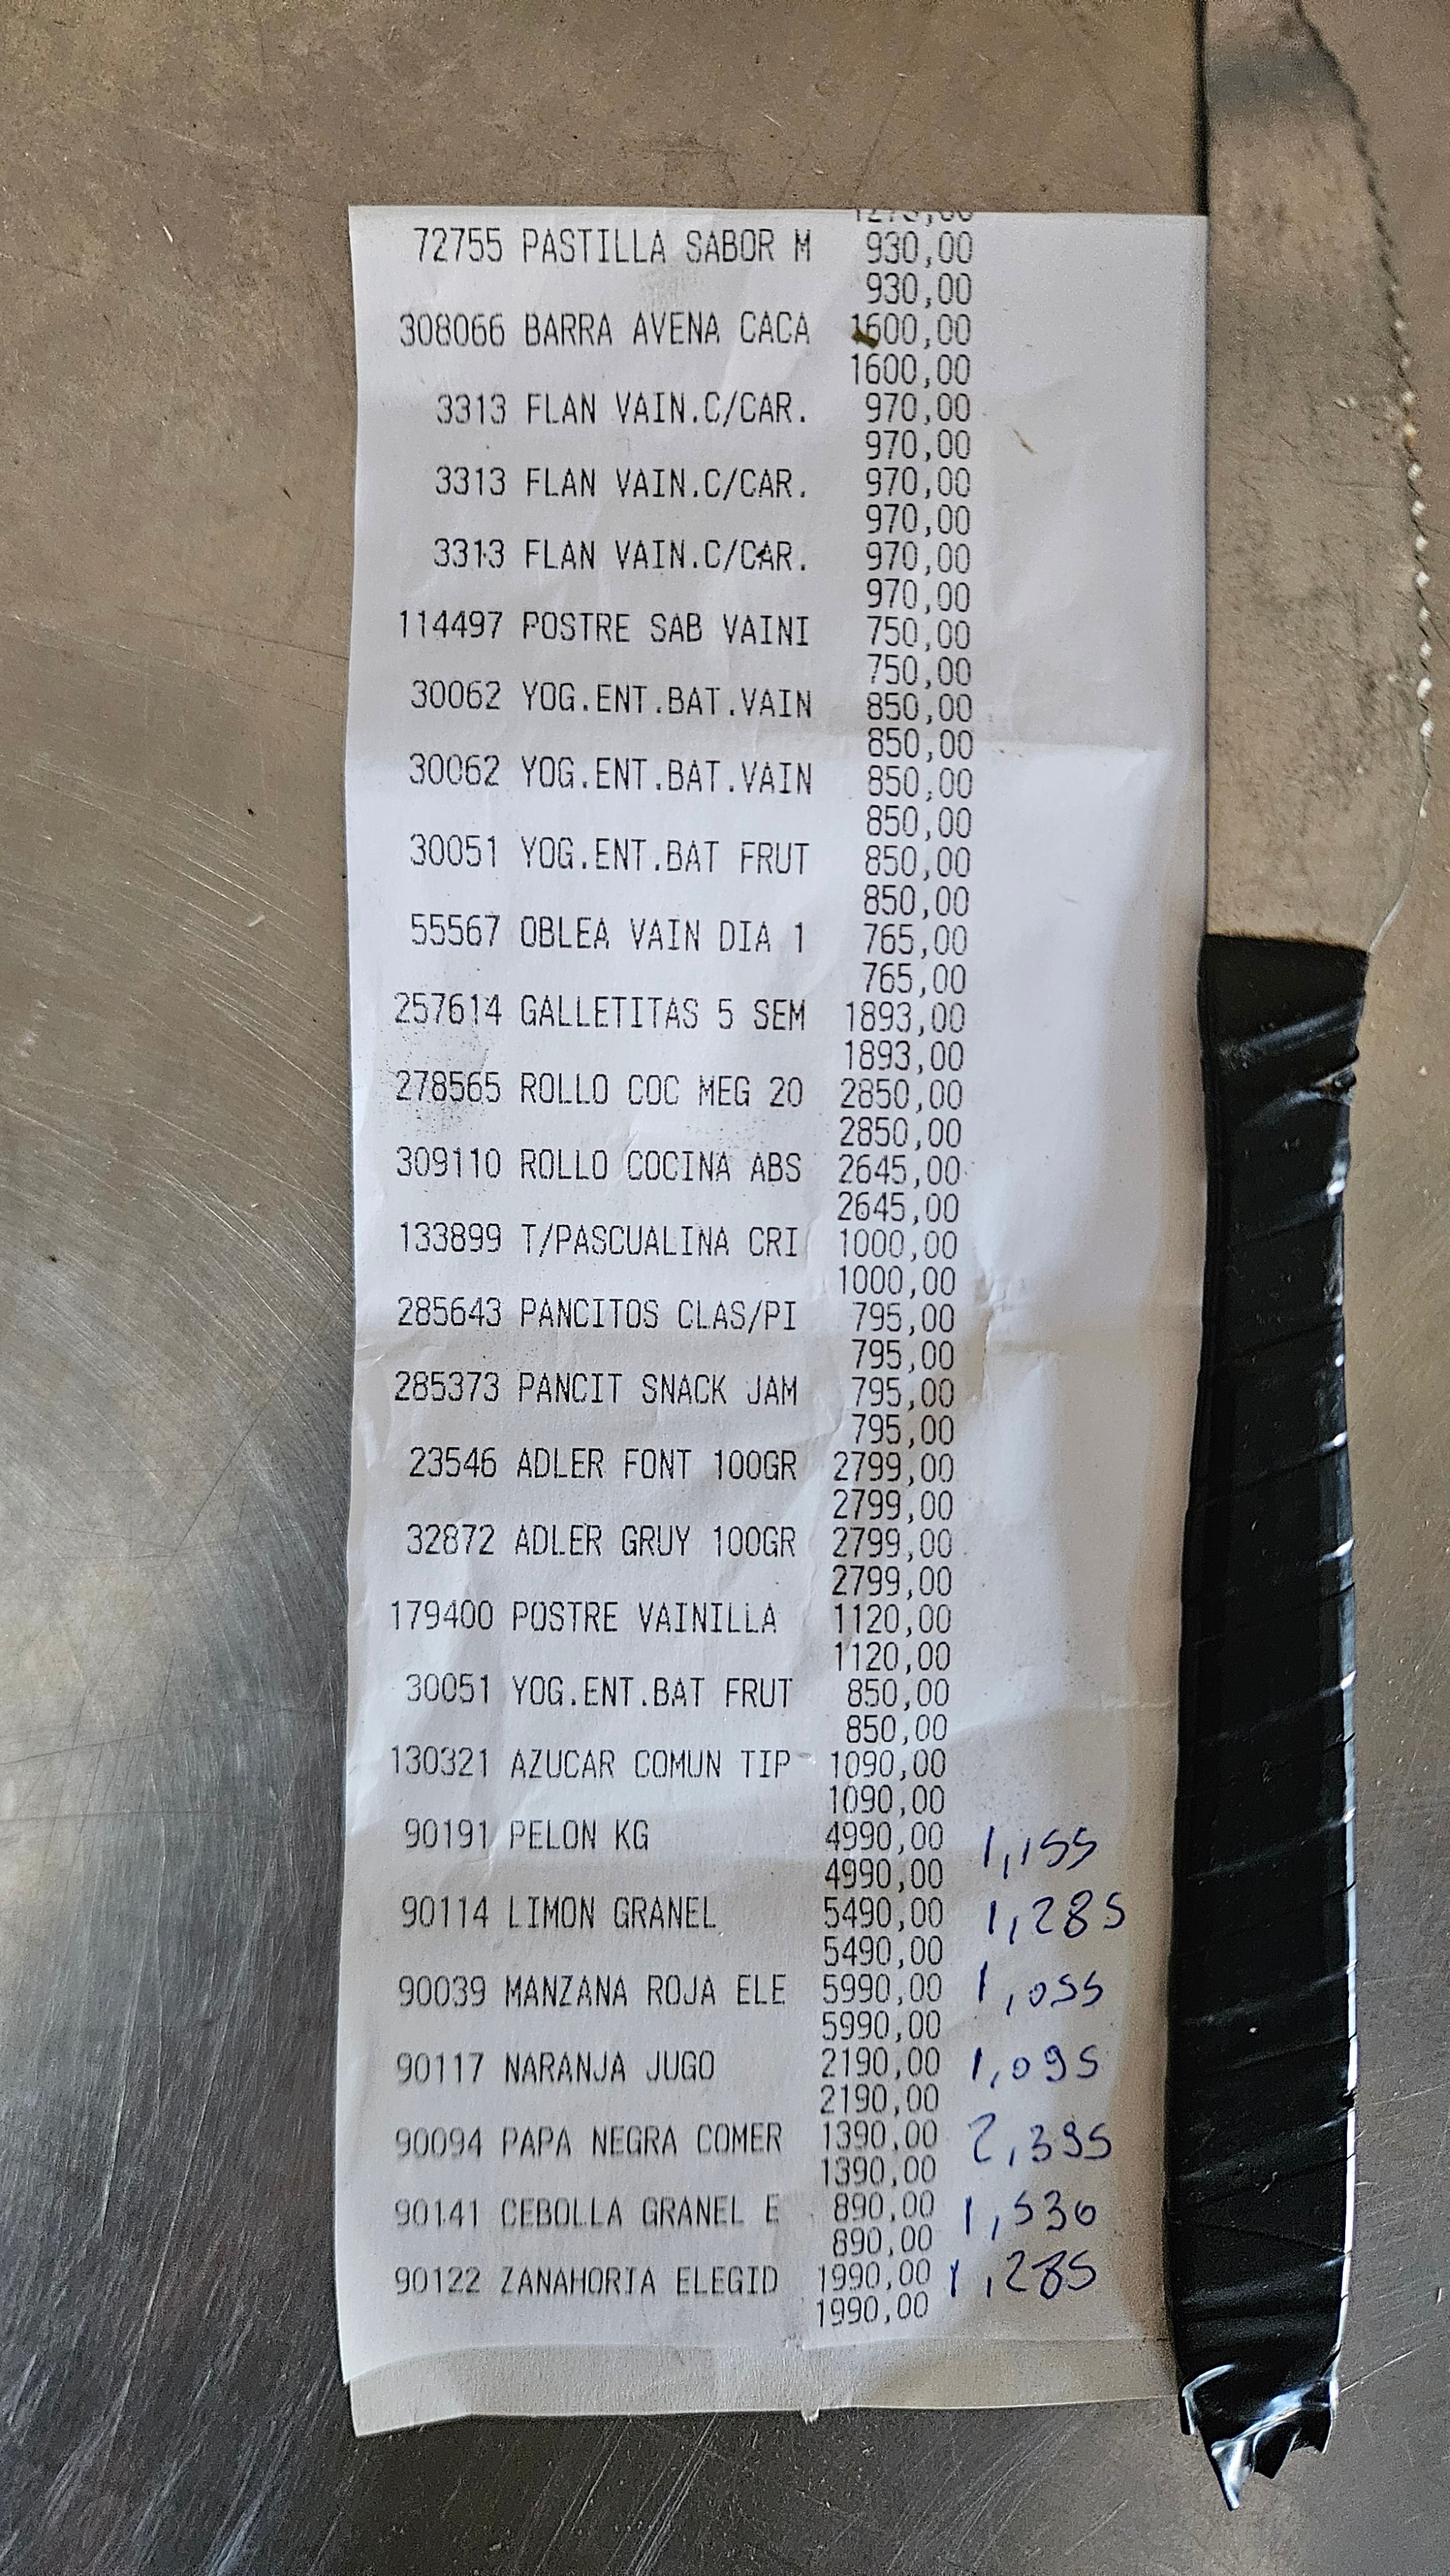 72755 PASTILLA SABOR M 930,00
930,00
308066 BARRA AVENA CACA 1600,00
1600,00
3313 FLAN VAIN.C/CAR. 970,00
970,00
3313 FLAN VAIN.C/CAR. 970,00
970,00
3313 FLAN VAIN.C/CAR. 970,00
970,00
114497 POSTRE SAB VAINI 750,00
750,00
30062 YOG.ENT.BAT.VAIN 850,00
850,00
30062 YOG.ENT.BAT.VAIN 850,00
850,00
30051 YOG.ENT.BAT FRUT 850,00
850,00
55567 OBLEA VAIN DIA 1 765,00
765,00
257614 GALLETITAS 5 SEM 1893,00
1893,00
278565 ROLLO COC MEG 20 2850,00
2850,00
309110 ROLLO COCINA ABS 2645,00
2645,00
133899 T/PASCUALINA CRI 1000,00
1000,00
285643 PANCITOS CLAS/PI 795,00
795,00
285373 PANCIT SNACK JAM 795,00
795,00
23546 ADLER FONT 100GR 2799,00
2799,00
32872 ADLER GRUY 100GR 2799,00
2799,00
179400 POSTRE VAINILLA 1120,00
1120,00
30051 YOG.ENT.BAT FRUT 850,00
850,00
130321 AZUCAR COMUN TIP 1090,00
1090,00
90191 PELON KG 4990,00 1,155
4990,00
90114 LIMON GRANEL 5490,00 1,285
5490,00
90039 MANZANA ROJA ELE 5990,00 1,055
5990,00
90117 NARANJA JUGO 2190,00 1,095
2190,00
90094 PAPA NEGRA COMER 1390,00 2,395
1390,00
90141 CEBOLLA GRANEL E 890,00 1,530
890,00
90122 ZANAHORIA ELEGID 1990,00 1,285
1990,00